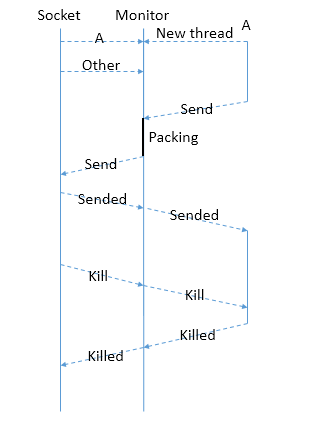 Socket
Monitor
A
A
New thread
Other
Send
Packing
Send
Sended
Sended
Kill
Kill
Killed
Killed